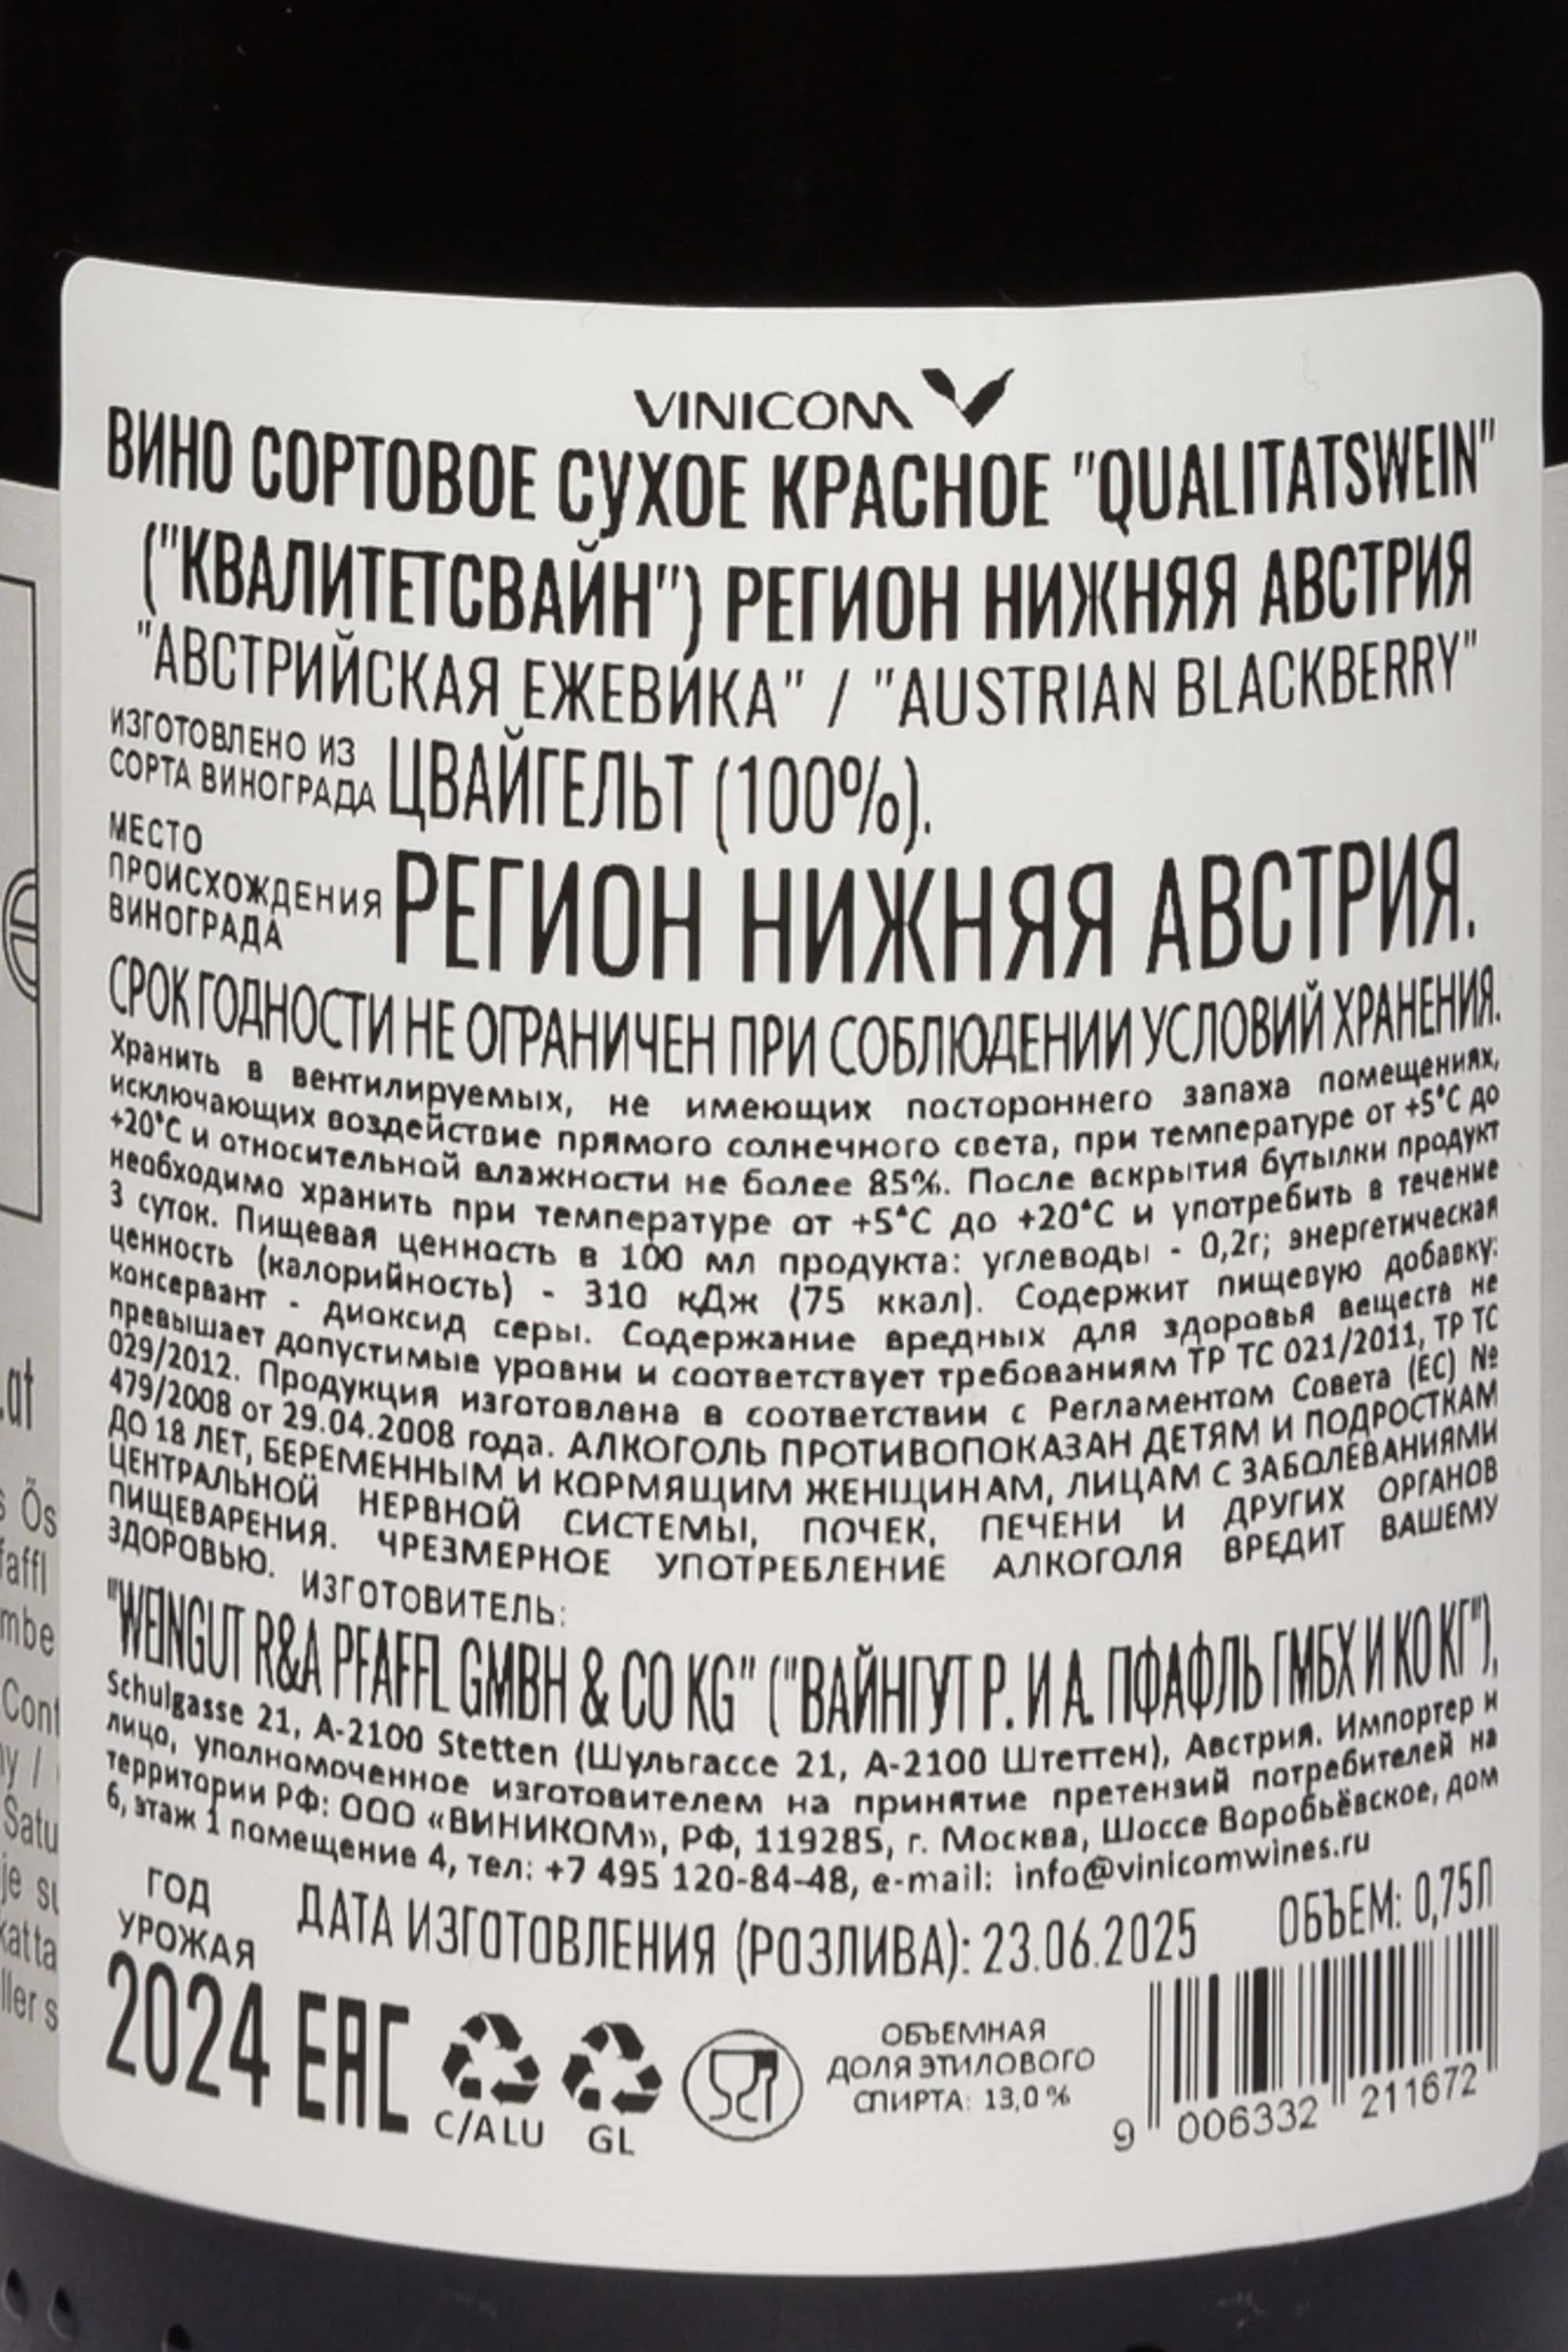 VINICOM
ВИНО СОРТОВОЕ СУХОЕ КРАСНОЕ "QUALITATSWEIN"
("КВАЛИТЕТСВАЙН") РЕГИОН НИЖНЯЯ АВСТРИЯ
"АВСТРИЙСКАЯ ЕЖЕВИКА" / "AUSTRIAN BLACKBERRY"
ИЗГОТОВЛЕНО ИЗ
СОРТА ВИНОГРАДА ЦВАЙГЕЛЬТ (100%).
МЕСТО
ПРОИСХОЖДЕНИЯ
ВИНОГРАДА
РЕГИОН НИЖНЯЯ АВСТРИЯ.
СРОК ГОДНОСТИ НЕ ОГРАНИЧЕН ПРИ СОБЛЮДЕНИИ УСЛОВИЙ ХРАНЕНИЯ.
Хранить в вентилируемых, не имеющих постороннего запаха помещениях,
исключающих воздействие прямого солнечного света, при температуре от +5°С до
+20°С и относительной влажности не более 85%. После вскрытия бутылки продукт
необходимо хранить при температуре от +5°С до +20°С и употребить в течение
3 суток. Пищевая ценность в 100 мл продукта: углеводы - 0,2г; энергетическая
ценность (калорийность) - 310 кДж (75 ккал). Содержит пищевую добавку:
консервант - диоксид серы. Содержание вредных для здоровья веществ не
превышает допустимые уровни и соответствует требованиям ТР ТС 021/2011, ТР ТС
029/2012. Продукция изготовлена в соответствии с Регламентом Совета (ЕС) №
479/2008 от 29.04.2008 года. АЛКОГОЛЬ ПРОТИВОПОКАЗАН ДЕТЯМ И ПОДРОСТКАМ
ДО 18 ЛЕТ, БЕРЕМЕННЫМ И КОРМЯЩИМ ЖЕНЩИНАМ, ЛИЦАМ С ЗАБОЛЕВАНИЯМИ
ЦЕНТРАЛЬНОЙ НЕРВНОЙ СИСТЕМЫ, ПОЧЕК, ПЕЧЕНИ И ДРУГИХ ОРГАНОВ
ПИЩЕВАРЕНИЯ. ЧРЕЗМЕРНОЕ УПОТРЕБЛЕНИЕ АЛКОГОЛЯ ВРЕДИТ ВАШЕМУ
ЗДОРОВЬЮ. ИЗГОТОВИТЕЛЬ:
"WEINGUT R&A PFAFFL GMBH & CO KG" ("ВАЙНГУТ Р. И А. ПФАФЛЬ ГМБХ И КО КГ"),
Schulgasse 21, A-2100 Stetten (Шульгассе 21, А-2100 Штеттен), Австрия. Импортер и
лицо, уполномоченное изготовителем на принятие претензий потребителей на
территории РФ: ООО «ВИНИКОМ», РФ, 119285, г. Москва, Шоссе Воробьёвское, дом
6, этаж 1 помещение 4, тел: +7 495 120-84-48, e-mail: info@vinicomwines.ru
ГОД
УРОЖАЯ
2024
ДАТА ИЗГОТОВЛЕНИЯ (РОЗЛИВА): 23.06.2025
ОБЪЕМ: 0,75Л
EAC
C/ALU
GL
ОБЪЕМНАЯ
ДОЛЯ ЭТИЛОВОГО
СПИРТА: 13,0 %
9 006332 211672